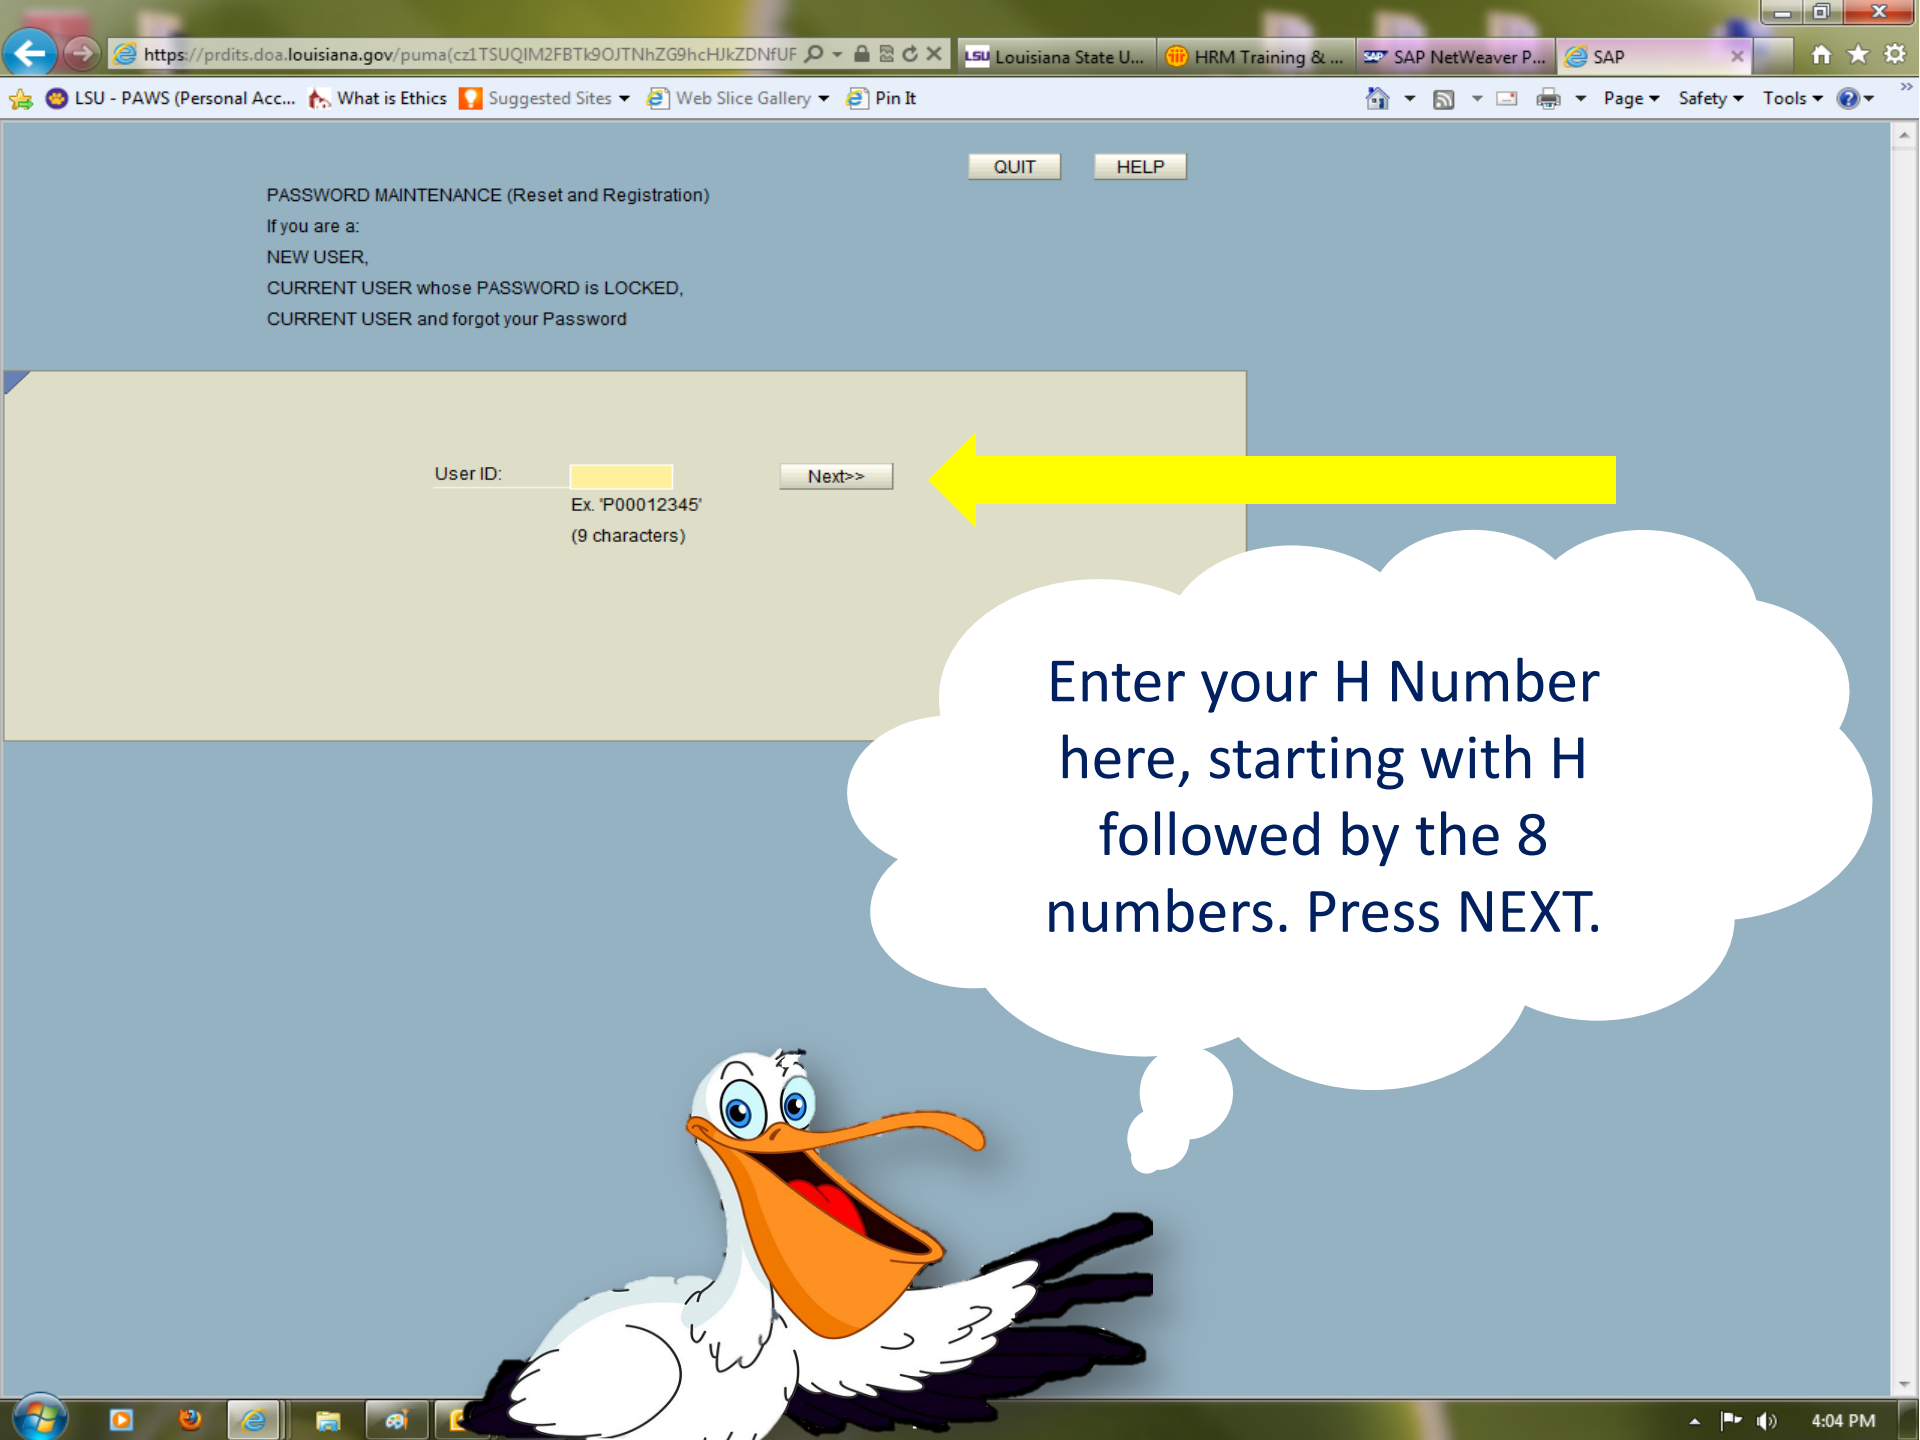 https://prdits.doa.louisiana.gov/puma(cz1TSUQlM2FBTk9OJTNhZG9hcHJkZDNfUF
Louisiana State U...
HRM Training & ...
SAP NetWeaver P...
SAP
LSU - PAWS (Personal Acc...
What is Ethics
Suggested Sites
Web Slice Gallery
Pin It
Page
Safety
Tools
QUIT
HELP
PASSWORD MAINTENANCE (Reset and Registration)
If you are a:
NEW USER,
CURRENT USER whose PASSWORD is LOCKED,
CURRENT USER and forgot your Password
User ID:
Next>>
Ex. 'P00012345'
(9 characters)
Enter your H Number
here, starting with H
followed by the 8
numbers. Press NEXT.
4:04 PM